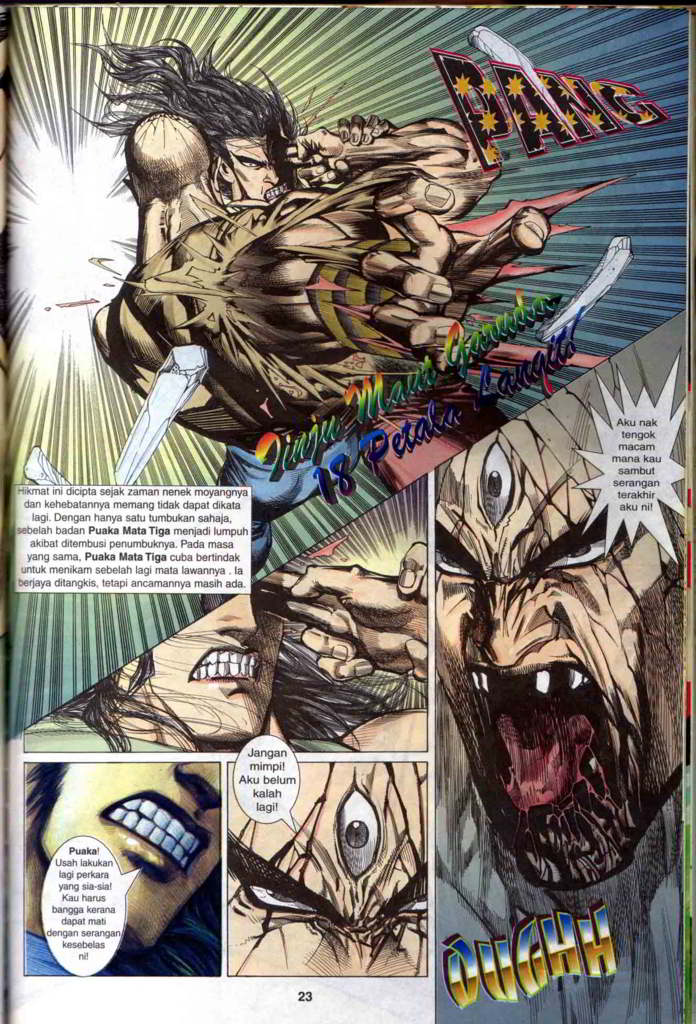 PANG
Tinju Maut Garuda
18 Petala Langit!
Hikmat ini dicipta sejak zaman nenek moyangnya
dan kehebatannya memang tidak dapat dikata
lagi. Dengan hanya satu tumbukan sahaja,
sebelah badan Puaka Mata Tiga menjadi lumpuh
akibat ditembusi penumbuknya. Pada masa
yang sama, Puaka Mata Tiga cuba bertindak
untuk menikam sebelah lagi mata lawannya . Ia
berjaya ditangkis, tetapi ancamannya masih ada.
Aku nak
tengok
macam
mana kau
sambut
serangan
terakhir
aku ni!
Puaka!
Usah lakukan
lagi perkara
yang sia-sia!
Kau harus
bangga kerana
dapat mati
dengan serangan
kesebelas
ni!
Jangan
mimpi!
Aku belum
kalah
lagi!
OUGHH
23